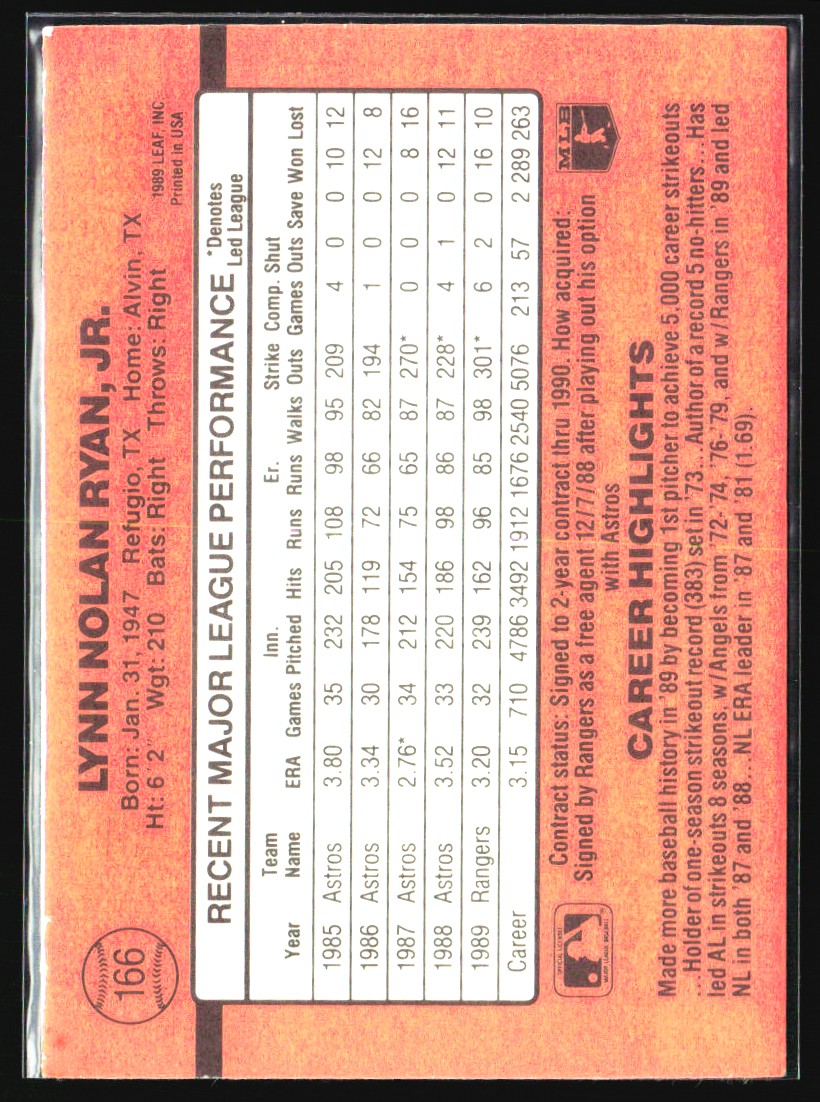 166
LYNN NOLAN RYAN, JR.
Born: Jan. 31, 1947 Refugio, TX Home: Alvin, TX
Ht: 6' 2" Wgt: 210 Bats: Right Throws: Right
1989 LEAF, INC.
Printed in USA
RECENT MAJOR LEAGUE PERFORMANCE
*Denotes
Led League
Team Inn. Er. Strike Comp. Shut
Year Name ERA Games Pitched Hits Runs Runs Walks Outs Games Outs Save Won Lost
1985 Astros 3.80 35 232 205 108 98 95 209 4 0 0 10 12
1986 Astros 3.34 30 178 119 72 66 82 194 1 0 0 12 8
1987 Astros 2.76* 34 212 154 75 65 87 270* 0 0 0 8 16
1988 Astros 3.52 33 220 186 98 86 87 228* 4 1 0 12 11
1989 Rangers 3.20 32 239 162 96 85 98 301* 6 2 0 16 10
Career 3.15 710 4786 3492 1912 1676 2540 5076 213 57 2 289 263
Contract status: Signed to 2-year contract thru 1990. How acquired:
Signed by Rangers as a free agent 12/7/88 after playing out his option
with Astros
MLB
CAREER HIGHLIGHTS
Made more baseball history in '89 by becoming 1st pitcher to achieve 5,000 career strikeouts
...Holder of one-season strikeout record (383) set in '73...Author of a record 5 no-hitters...Has
led AL in strikeouts 8 seasons, w/Angels from '72-'74, '76-'79, and w/Rangers in '89 and led
NL in both '87 and '88...NL ERA leader in '87 and '81 (1.69).